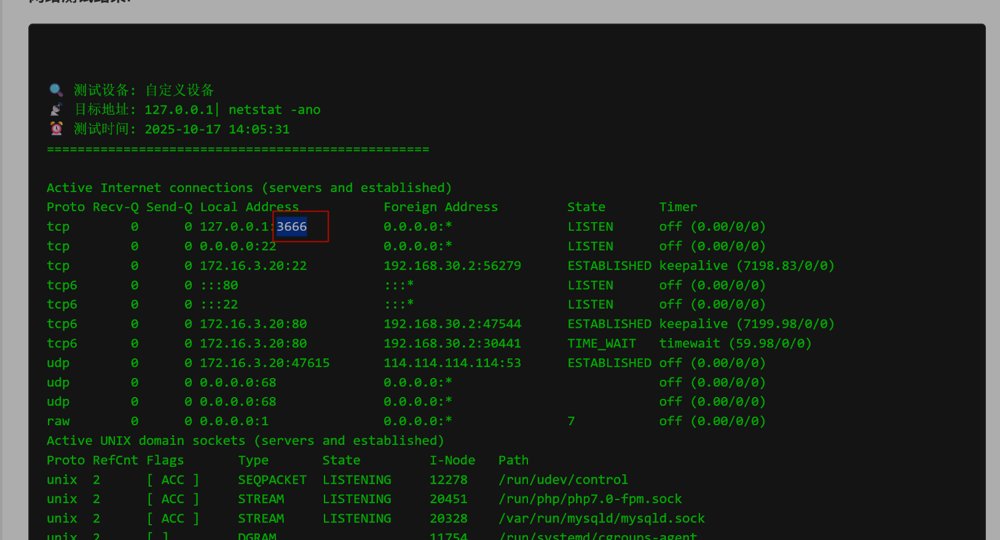 网络测试结果:
测试设备: 自定义设备
目标地址: 127.0.0.1| netstat -ano
测试时间: 2025-10-17 14:05:31
==================================================
Active Internet connections (servers and established)
Proto Recv-Q Send-Q Local Address           Foreign Address         State       Timer
tcp        0      0 127.0.0.1:3666          0.0.0.0:*               LISTEN      off (0.00/0/0)
tcp        0      0 0.0.0.0:22              0.0.0.0:*               LISTEN      off (0.00/0/0)
tcp        0      0 172.16.3.20:22          192.168.30.2:56279      ESTABLISHED keepalive (7198.83/0/0)
tcp6       0      0 :::80                   :::*                    LISTEN      off (0.00/0/0)
tcp6       0      0 :::22                   :::*                    LISTEN      off (0.00/0/0)
tcp6       0      0 172.16.3.20:80          192.168.30.2:47544      ESTABLISHED keepalive (7199.98/0/0)
tcp6       0      0 172.16.3.20:80          192.168.30.2:30441      TIME_WAIT   timewait (59.98/0/0)
udp        0      0 172.16.3.20:47615       114.114.114.114:53      ESTABLISHED off (0.00/0/0)
udp        0      0 0.0.0.0:68              0.0.0.0:*                           off (0.00/0/0)
udp        0      0 0.0.0.0:68              0.0.0.0:*                           off (0.00/0/0)
raw        0      0 0.0.0.0:1               0.0.0.0:*               7           off (0.00/0/0)
Active UNIX domain sockets (servers and established)
Proto RefCnt Flags       Type       State         I-Node   Path
unix  2      [ ACC ]     SEQPACKET  LISTENING     12278    /run/udev/control
unix  2      [ ACC ]     STREAM     LISTENING     20451    /run/php/php7.0-fpm.sock
unix  2      [ ACC ]     STREAM     LISTENING     20328    /var/run/mysqld/mysqld.sock
unix  2      [ ]         DGRAM                    11754    /run/systemd/cgroups-agent